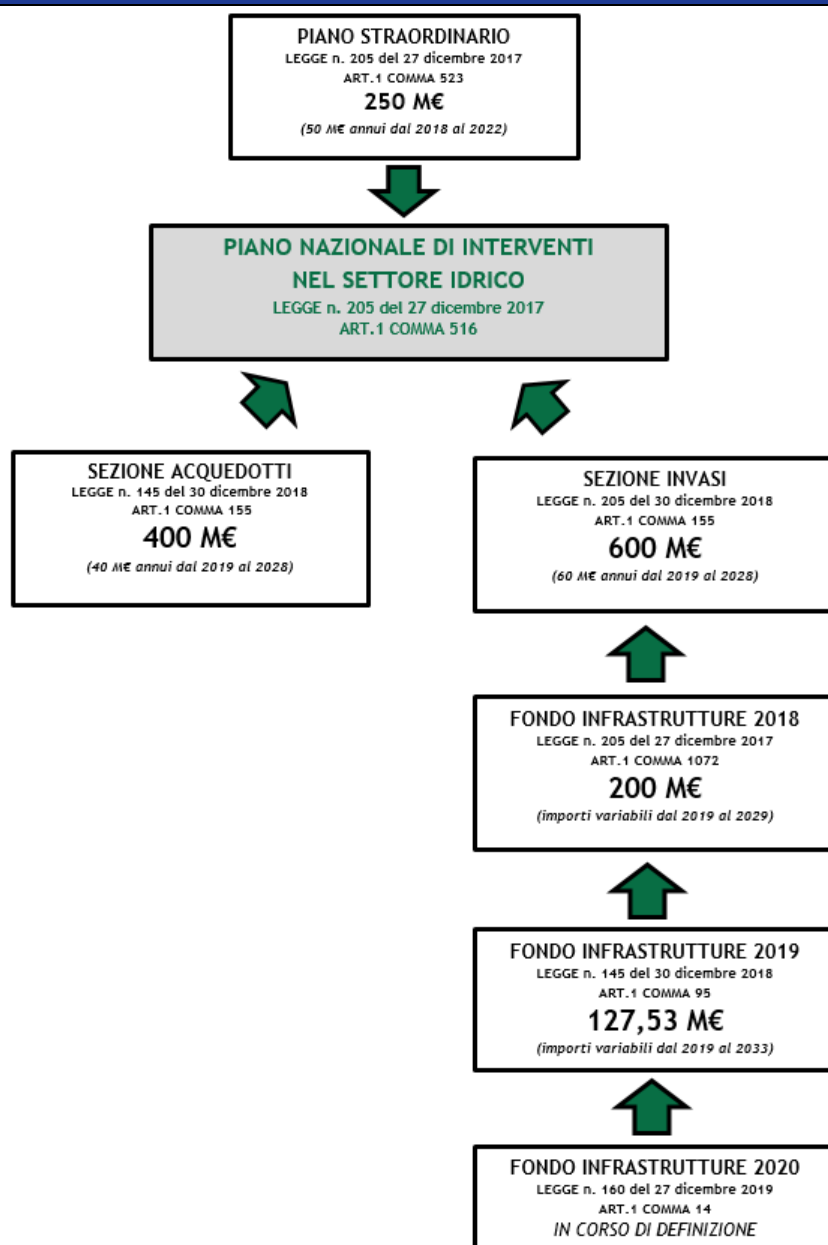 PIANO STRAORDINARIO
LEGGE n. 205 del 27 dicembre 2017
ART.1 COMMA 523
250 M€
(50 M€ annui dal 2018 al 2022)
PIANO NAZIONALE DI INTERVENTI
NEL SETTORE IDRICO
LEGGE n. 205 del 27 dicembre 2017
ART.1 COMMA 516
SEZIONE ACQUEDOTTI
LEGGE n. 145 del 30 dicembre 2018
ART.1 COMMA 155
400 M€
(40 M€ annui dal 2019 al 2028)
SEZIONE INVASI
LEGGE n. 205 del 30 dicembre 2018
ART.1 COMMA 155
600 M€
(60 M€ annui dal 2019 al 2028)
FONDO INFRASTRUTTURE 2018
LEGGE n. 205 del 27 dicembre 2017
ART.1 COMMA 1072
200 M€
(importi variabili dal 2019 al 2029)
FONDO INFRASTRUTTURE 2019
LEGGE n. 145 del 30 dicembre 2018
ART.1 COMMA 95
127,53 M€
(importi variabili dal 2019 al 2033)
FONDO INFRASTRUTTURE 2020
LEGGE n. 160 del 27 dicembre 2019
ART.1 COMMA 14
IN CORSO DI DEFINIZIONE